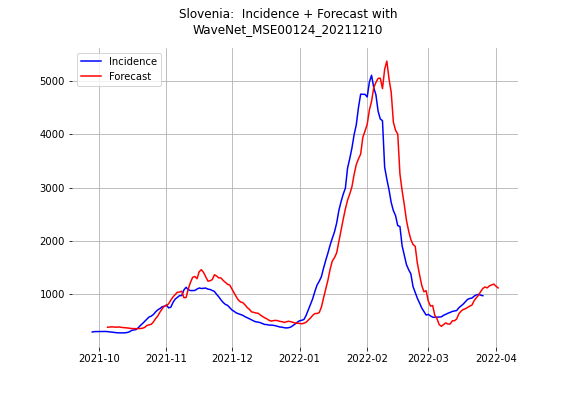 Slovenia:  Incidence + Forecast with
WaveNet_MSE00124_20211210
Incidence
Forecast
5000
4000
3000
2000
1000
2021-10 2021-11 2021-12 2022-01 2022-02 2022-03 2022-04